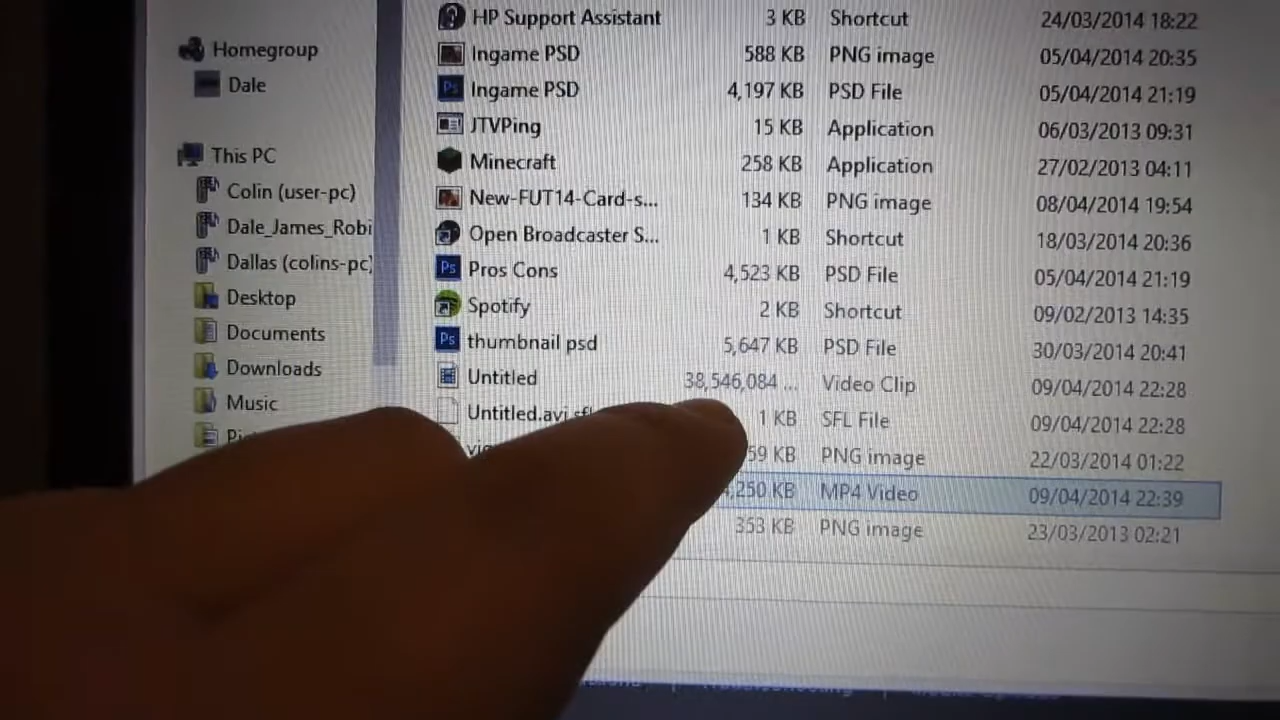 HP Support Assistant 3 KB Shortcut 24/03/2014 18:22
Homegroup Ingame PSD 588 KB PNG image 05/04/2014 20:35
Dale Ingame PSD 4,197 KB PSD File 05/04/2014 21:19
JTVPing 15 KB Application 06/03/2013 09:31
This PC Minecraft 258 KB Application 27/02/2013 04:11
Colin (user-pc) New-FUT14-Card-s... 134 KB PNG image 08/04/2014 19:54
Dale_James_Robi Open Broadcaster S... 1 KB Shortcut 18/03/2014 20:36
Dallas (colins-pc) Pros Cons 4,523 KB PSD File 05/04/2014 21:19
Desktop Spotify 2 KB Shortcut 09/02/2013 14:35
Documents thumbnail psd 5,647 KB PSD File 30/03/2014 20:41
Downloads Untitled 38,546,084 ... Video Clip 09/04/2014 22:28
Music Untitled.avi.sfl 1 KB SFL File 09/04/2014 22:28
59 KB PNG image 22/03/2014 01:22
,250 KB MP4 Video 09/04/2014 22:39
353 KB PNG image 23/03/2013 02:21